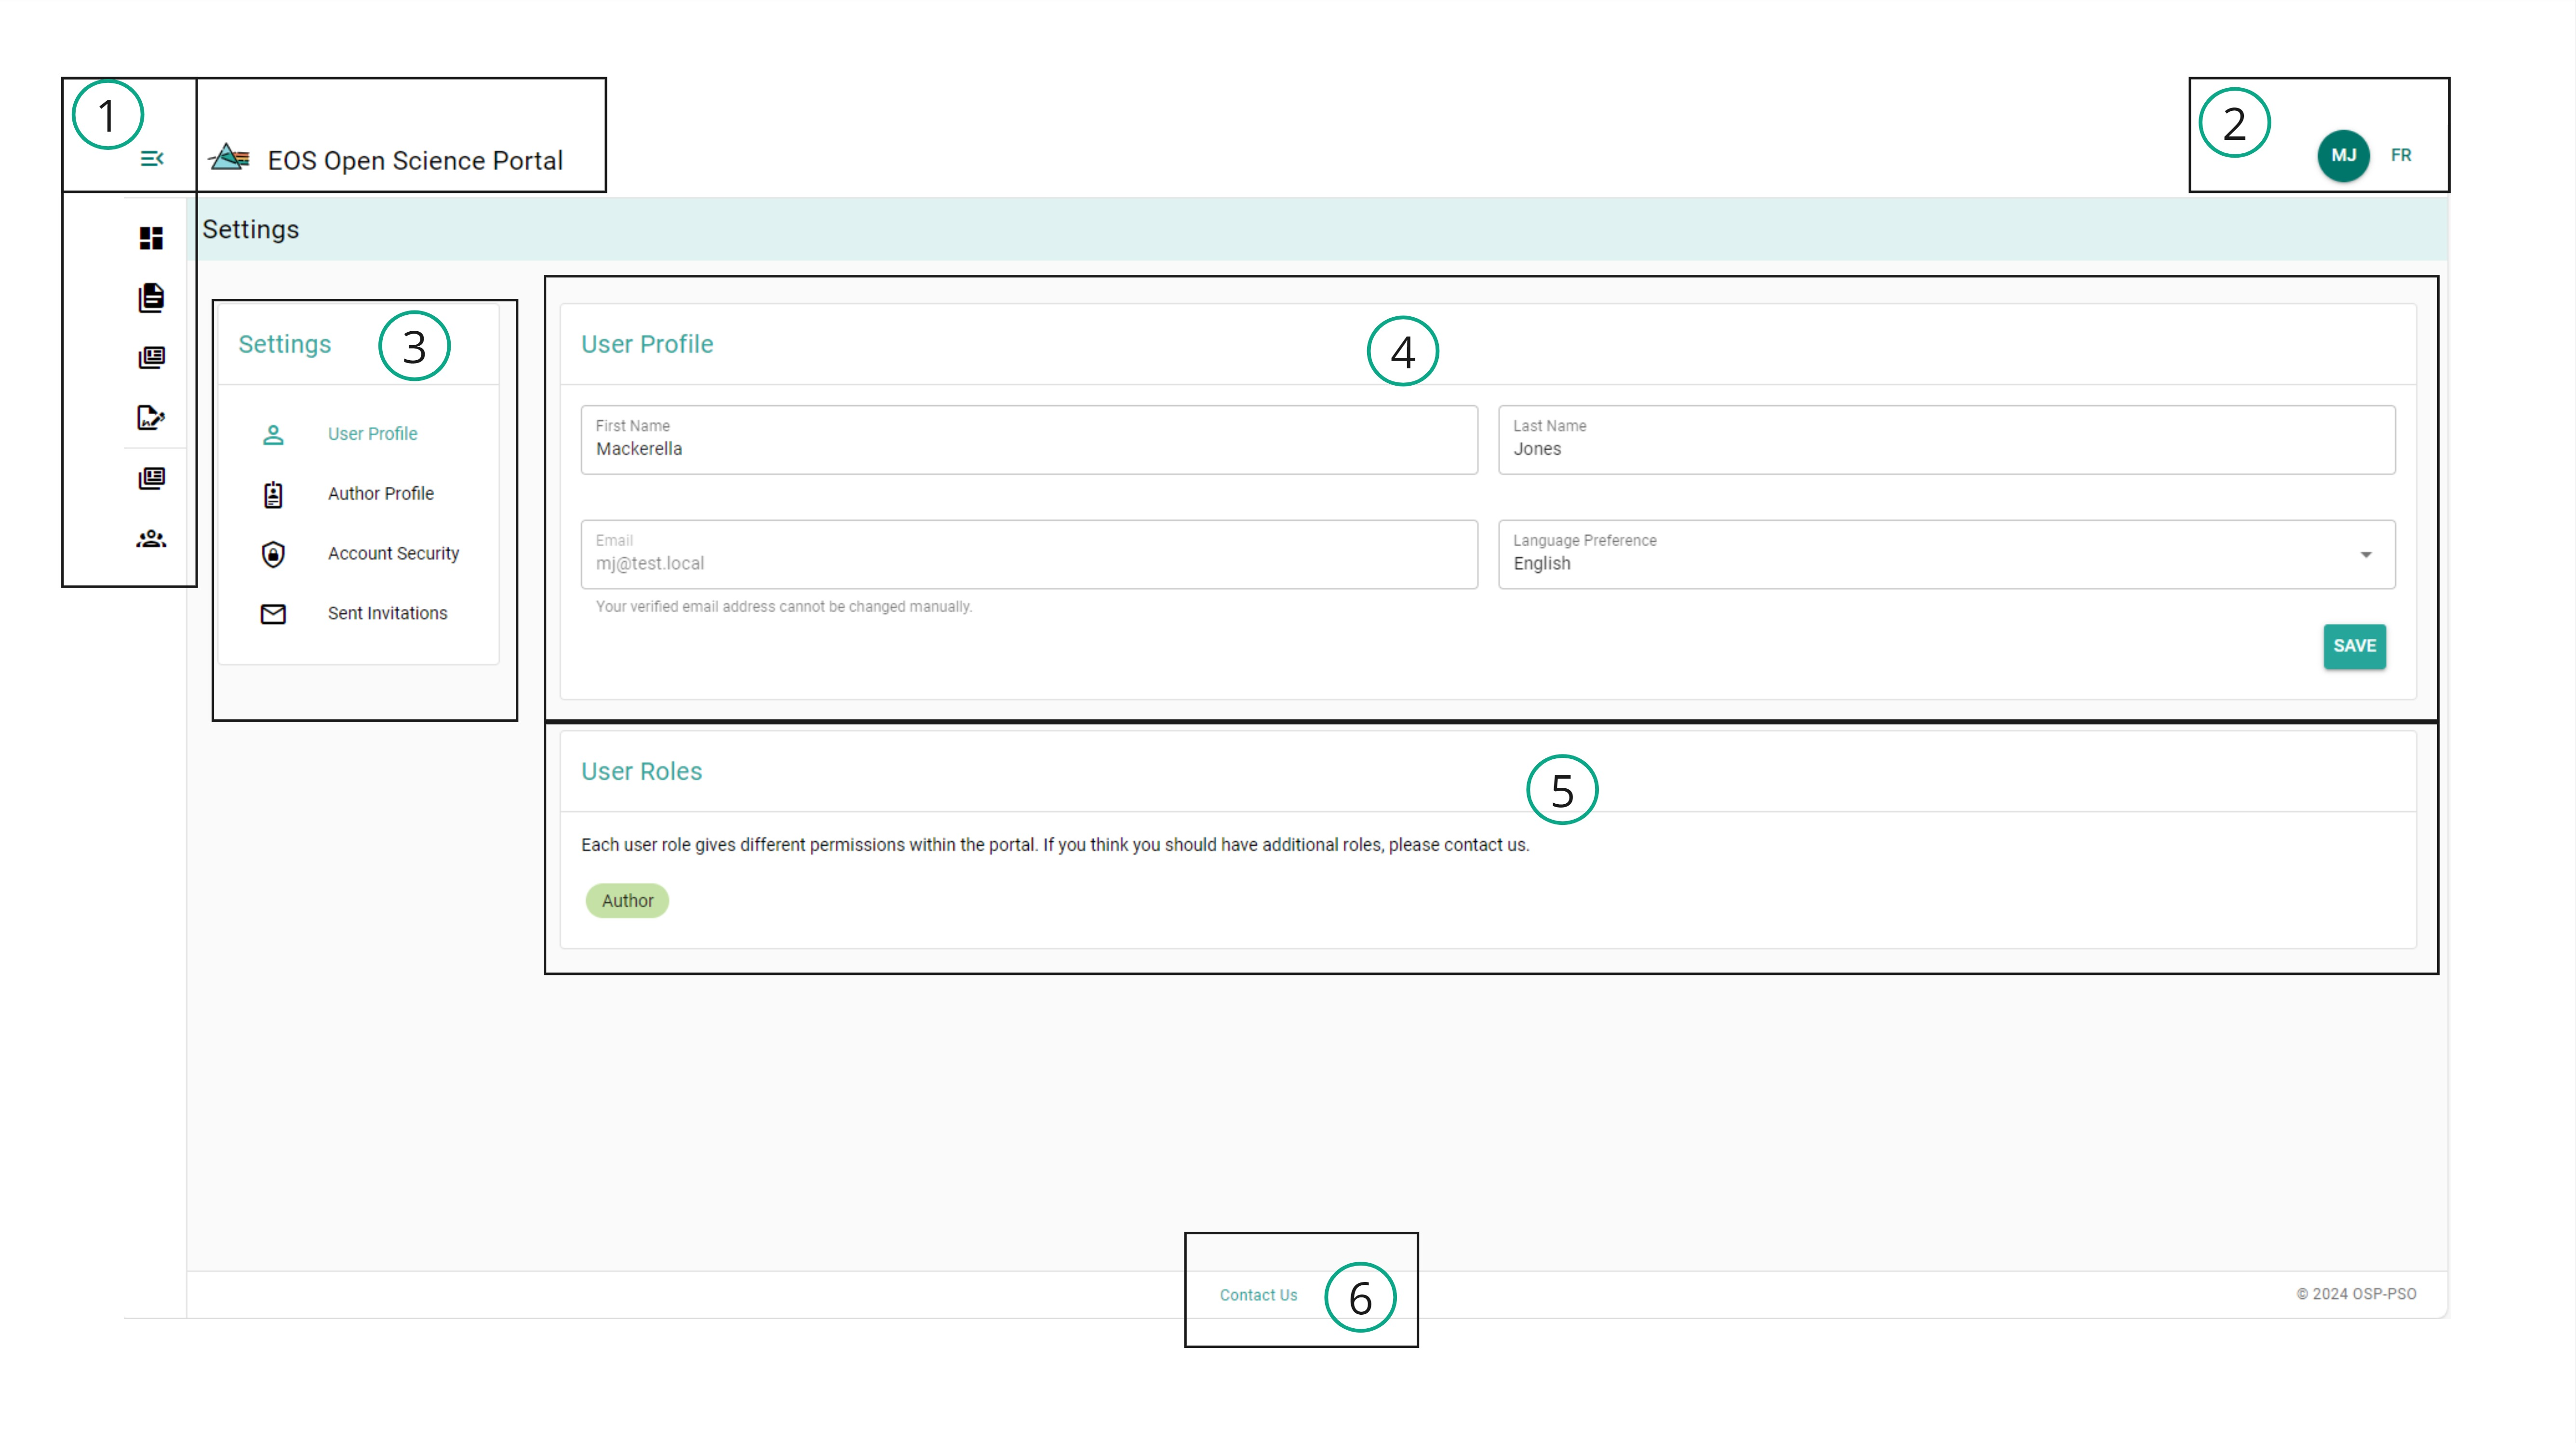 1
EOS Open Science Portal
2
MJ
FR
Settings
Settings
3
User Profile
Author Profile
Account Security
Sent Invitations
User Profile
4
First Name
Mackerella
Last Name
Jones
Email
mj@test.local
Language Preference
English
Your verified email address cannot be changed manually.
SAVE
User Roles
5
Each user role gives different permissions within the portal. If you think you should have additional roles, please contact us.
Author
Contact Us
6
© 2024 OSP-PSO